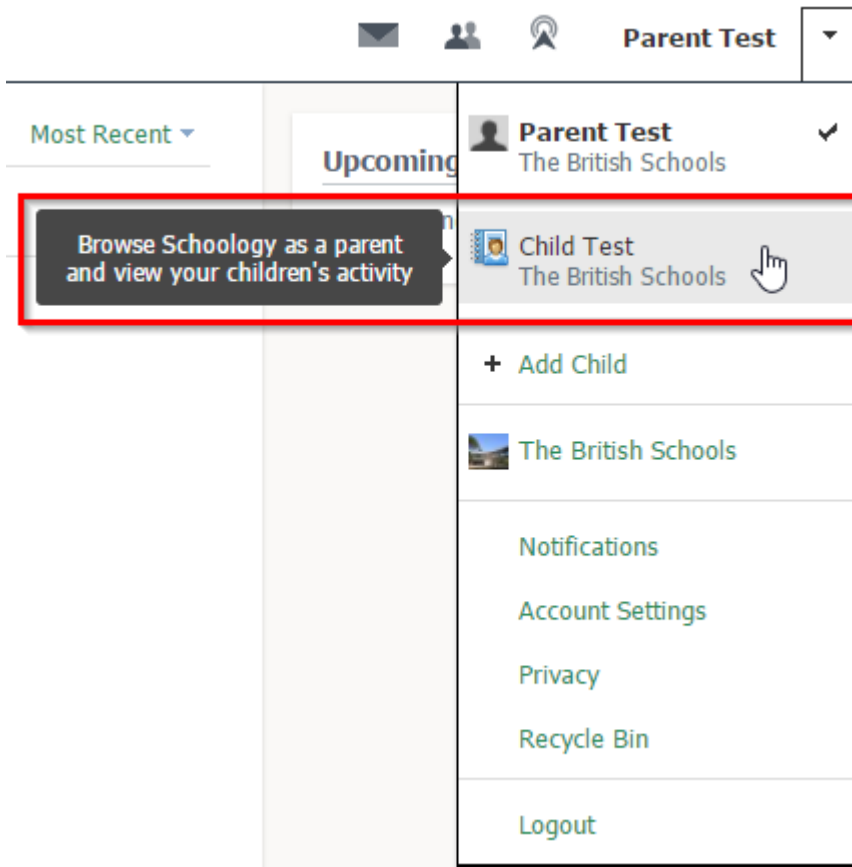 Parent Test
Most Recent
Upcoming
Parent Test
The British Schools
Browse Schoology as a parent
and view your children's activity
Child Test
The British Schools
+ Add Child
The British Schools
Notifications
Account Settings
Privacy
Recycle Bin
Logout